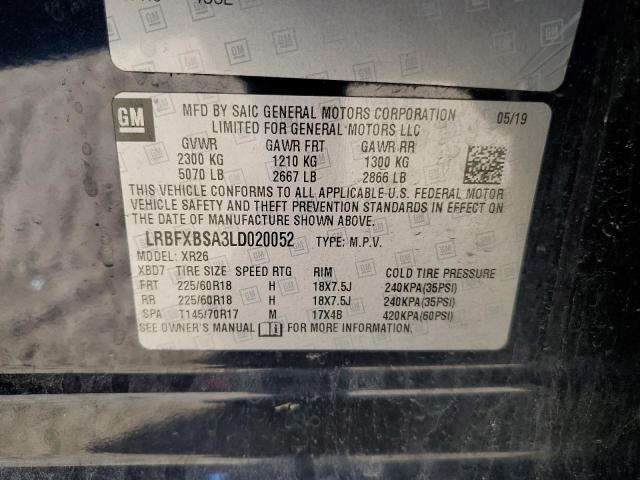 GM MFD BY SAIC GENERAL MOTORS CORPORATION 05/19
LIMITED FOR GENERAL MOTORS LLC
GVWR GAWR FRT GAWR RR
2300 KG 1210 KG 1300 KG
5070 LB 2667 LB 2866 LB
THIS VEHICLE CONFORMS TO ALL APPLICABLE-U.S. FEDERAL MOTOR
VEHICLE SAFETY AND THEFT PREVENTION STANDARDS IN EFFECT ON
THE DATE OF MANUFACTURE SHOWN ABOVE.
LRBFXBSA3LD020052 TYPE: M.P.V.
MODEL: XR26
XBD7 TIRE SIZE SPEED RTG RIM COLD TIRE PRESSURE
FRT 225/60R18 H 18X7.5J 240KPA(35PSI)
RR 225/60R18 H 18X7.5J 240KPA(35PSI)
SPA T145/70R17 M 17X4B 420KPA(60PSI)
SEE OWNER'S MANUAL FOR MORE INFORMATION.